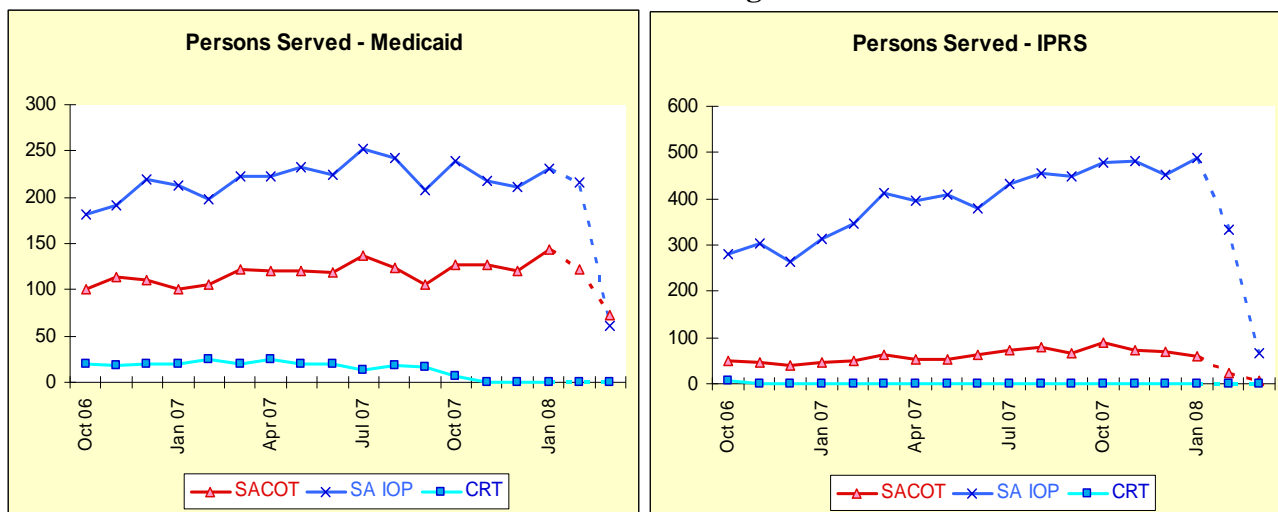 g
Persons Served - Medicaid
300
250
200
150
100
50
0
Oct 06
Jan 07
Apr 07
Jul 07
Oct 07
Jan 08
SACOT
SA IOP
CRT
Persons Served - IPRS
600
500
400
300
200
100
0
Oct 06
Jan 07
Apr 07
Jul 07
Oct 07
Jan 08
SACOT
SA IOP
CRT